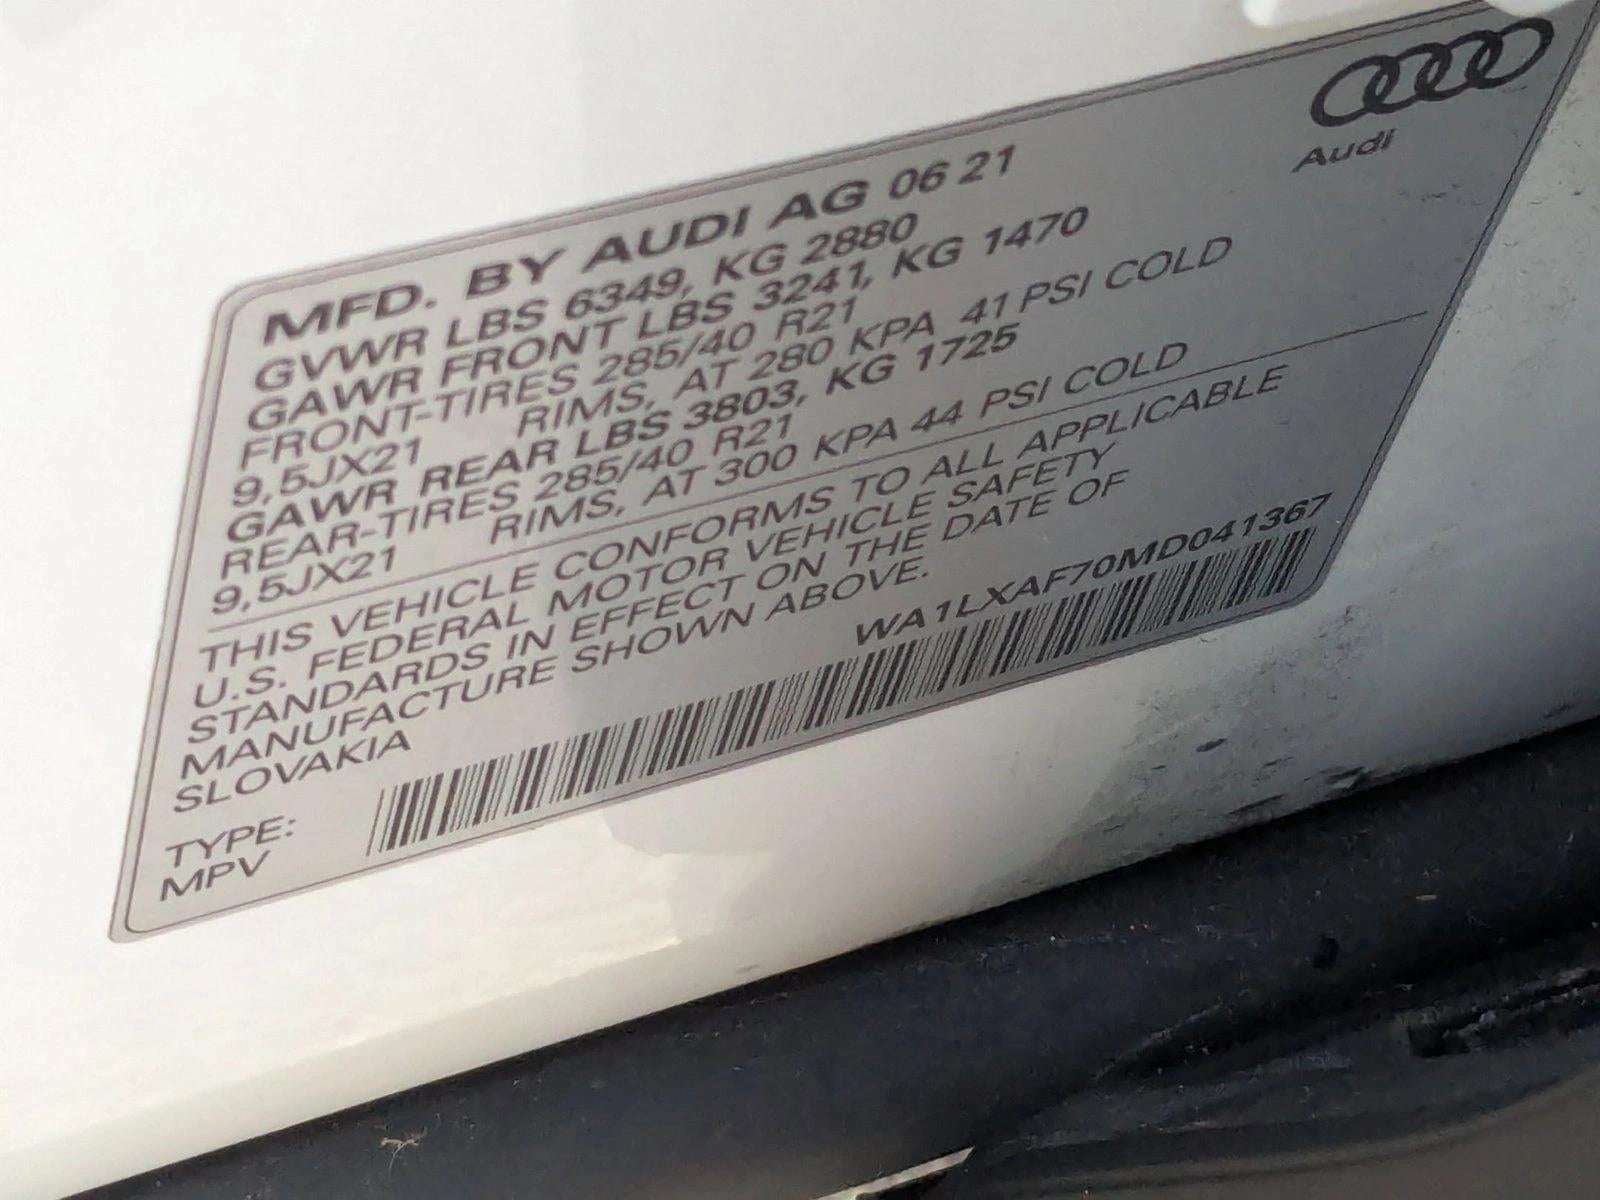 Audi
MFD. BY AUDI AG 06 21
GVWR LBS 6349, KG 2880
GAWR FRONT LBS 3241, KG 1470
FRONT-TIRES 285/40 R21
9,5JX21 RIMS, AT 280 KPA 41 PSI COLD
GAWR REAR LBS 3803, KG 1725
REAR-TIRES 285/40 R21
9,5JX21 RIMS, AT 300 KPA 44 PSI COLD
THIS VEHICLE CONFORMS TO ALL APPLICABLE
U.S. FEDERAL MOTOR VEHICLE SAFETY
STANDARDS IN EFFECT ON THE DATE OF
MANUFACTURE SHOWN ABOVE.
SLOVAKIA
WA1LXAF70MD041367
TYPE:
MPV